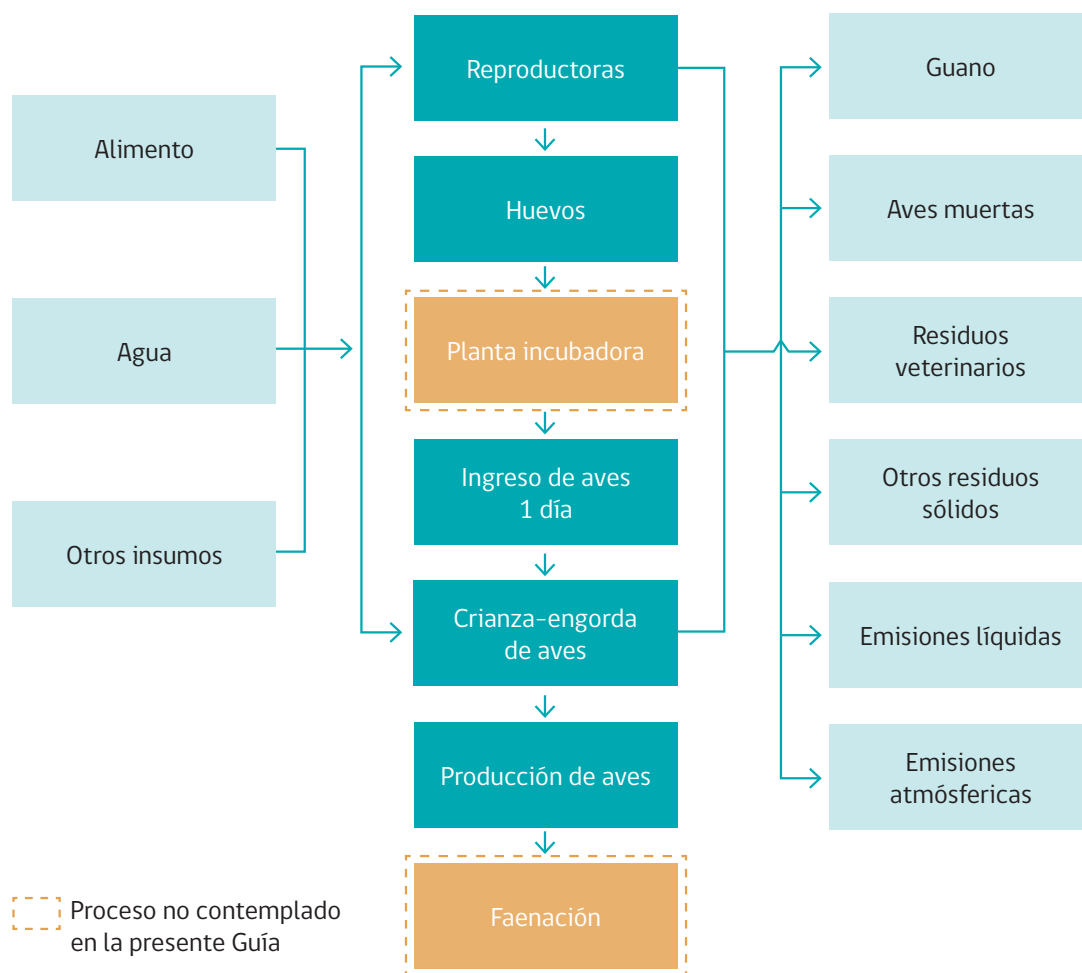 Alimento
Agua
Otros insumos
Reproductoras
Huevos
Planta incubadora
Ingreso de aves
1 día
Crianza-engorda
de aves
Producción de aves
Faenación
Guano
Aves muertas
Residuos
veterinarios
Otros residuos
sólidos
Emisiones líquidas
Emisiones
atmósfericas
Proceso no contemplado
en la presente Guía